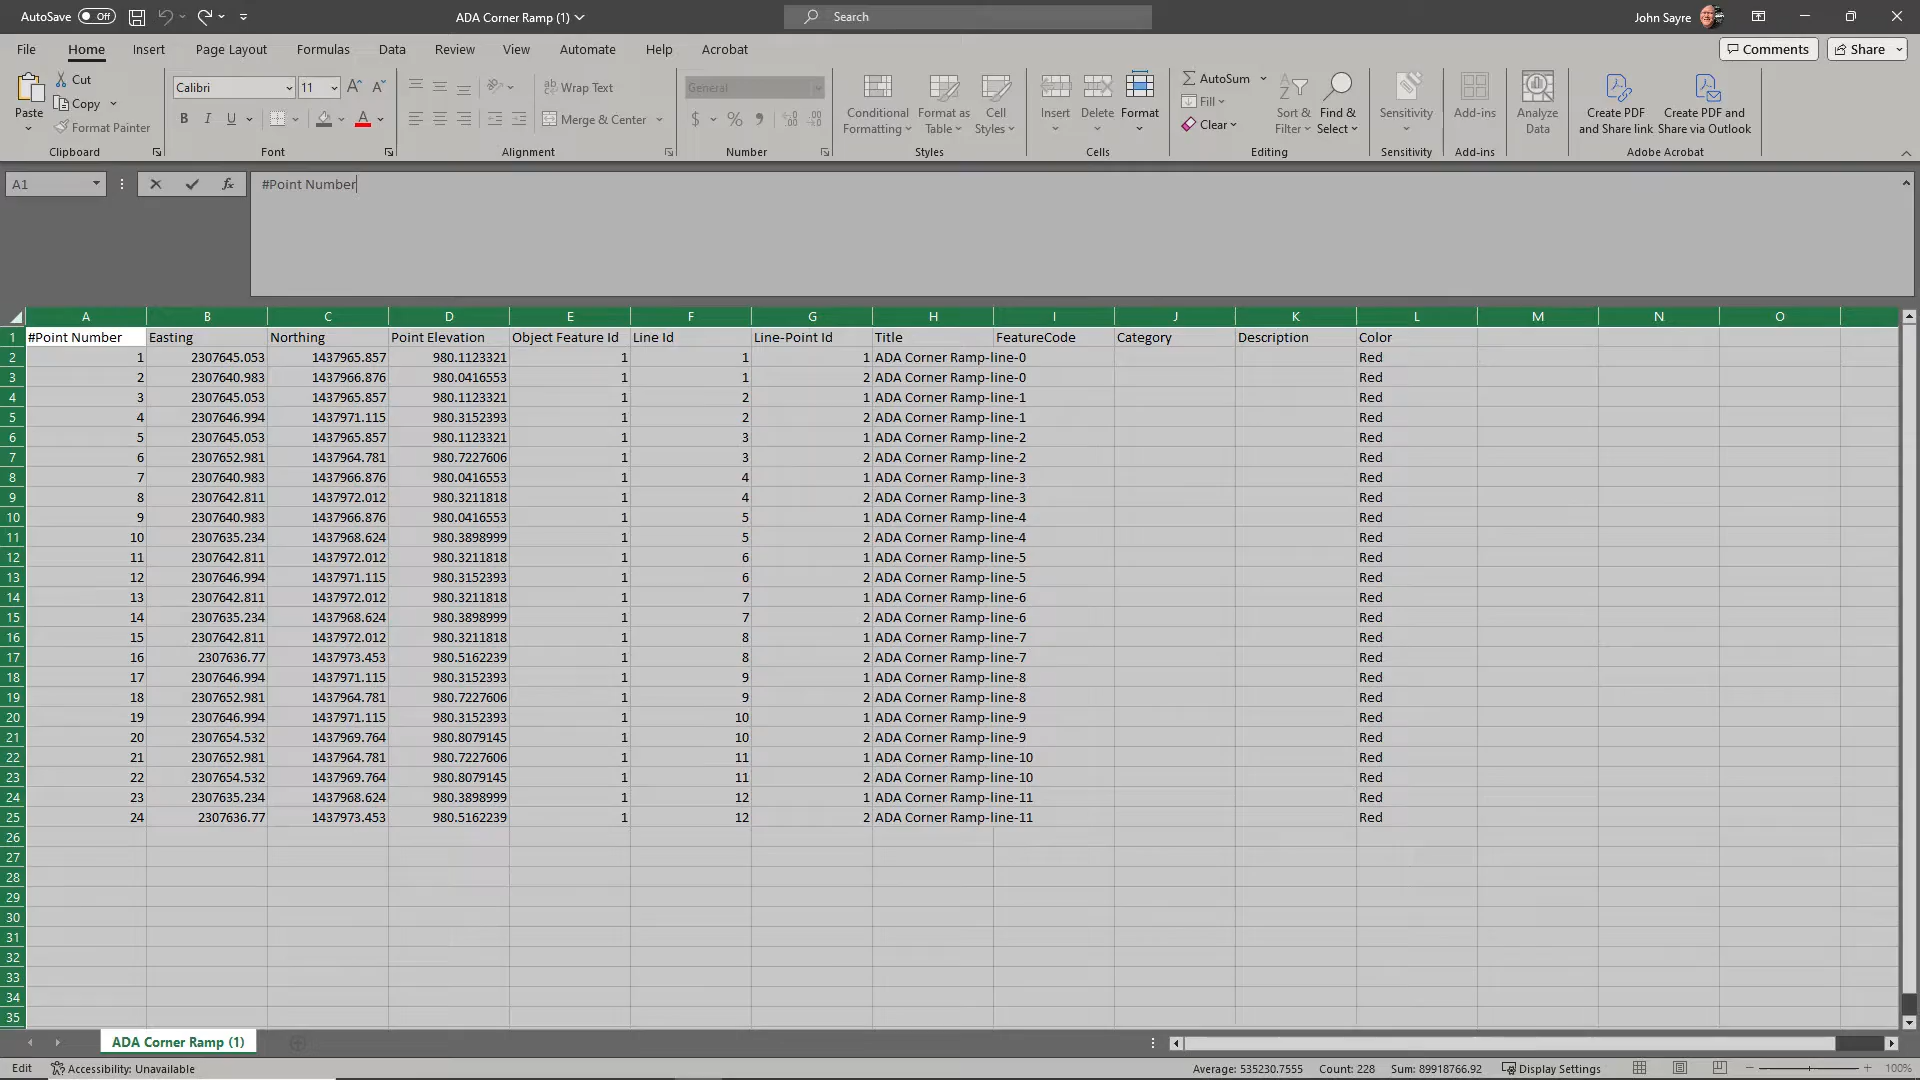 AutoSave Off ADA Corner Ramp (1) Search John Sayre
File Home Insert Page Layout Formulas Data Review View Automate Help Acrobat Comments Share
Paste Cut Copy Format Painter Clipboard
Calibri 11 B I U A Font
Wrap Text Merge & Center Alignment
General $ % Number
Conditional Formatting Format as Table Cell Styles Styles
Insert Delete Format Cells
AutoSum Fill Clear Sort & Filter Find & Select Editing
Sensitivity Sensitivity
Add-ins Add-ins
Analyze Data
Create PDF and Share link Create PDF and Share via Outlook Adobe Acrobat
A1 fx #Point Number
A B C D E F G H I J K L M N O
1 #Point Number Easting Northing Point Elevation Object Feature Id Line Id Line-Point Id Title FeatureCode Category Description Color
2 1 2307645.053 1437965.857 980.1123321 1 1 1 ADA Corner Ramp-line-0 Red
3 2 2307640.983 1437966.876 980.0416553 1 1 2 ADA Corner Ramp-line-0 Red
4 3 2307645.053 1437965.857 980.1123321 1 2 1 ADA Corner Ramp-line-1 Red
5 4 2307646.994 1437971.115 980.3152393 1 2 2 ADA Corner Ramp-line-1 Red
6 5 2307645.053 1437965.857 980.1123321 1 3 1 ADA Corner Ramp-line-2 Red
7 6 2307652.981 1437964.781 980.7227606 1 3 2 ADA Corner Ramp-line-2 Red
8 7 2307640.983 1437966.876 980.0416553 1 4 1 ADA Corner Ramp-line-3 Red
9 8 2307642.811 1437972.012 980.3211818 1 4 2 ADA Corner Ramp-line-3 Red
10 9 2307640.983 1437966.876 980.0416553 1 5 1 ADA Corner Ramp-line-4 Red
11 10 2307635.234 1437968.624 980.3898999 1 5 2 ADA Corner Ramp-line-4 Red
12 11 2307642.811 1437972.012 980.3211818 1 6 1 ADA Corner Ramp-line-5 Red
13 12 2307646.994 1437971.115 980.3152393 1 6 2 ADA Corner Ramp-line-5 Red
14 13 2307642.811 1437972.012 980.3211818 1 7 1 ADA Corner Ramp-line-6 Red
15 14 2307635.234 1437968.624 980.3898999 1 7 2 ADA Corner Ramp-line-6 Red
16 15 2307642.811 1437972.012 980.3211818 1 8 1 ADA Corner Ramp-line-7 Red
17 16 2307636.77 1437973.453 980.5162239 1 8 2 ADA Corner Ramp-line-7 Red
18 17 2307646.994 1437971.115 980.3152393 1 9 1 ADA Corner Ramp-line-8 Red
19 18 2307652.981 1437964.781 980.7227606 1 9 2 ADA Corner Ramp-line-8 Red
20 19 2307646.994 1437971.115 980.3152393 1 10 1 ADA Corner Ramp-line-9 Red
21 20 2307654.532 1437969.764 980.8079145 1 10 2 ADA Corner Ramp-line-9 Red
22 21 2307652.981 1437964.781 980.7227606 1 11 1 ADA Corner Ramp-line-10 Red
23 22 2307654.532 1437969.764 980.8079145 1 11 2 ADA Corner Ramp-line-10 Red
24 23 2307635.234 1437968.624 980.3898999 1 12 1 ADA Corner Ramp-line-11 Red
25 24 2307636.77 1437973.453 980.5162239 1 12 2 ADA Corner Ramp-line-11 Red
26
27
28
29
30
31
32
33
34
35
ADA Corner Ramp (1)
Edit Accessibility: Unavailable Average: 535230.7555 Count: 228 Sum: 89918766.92 Display Settings 100%